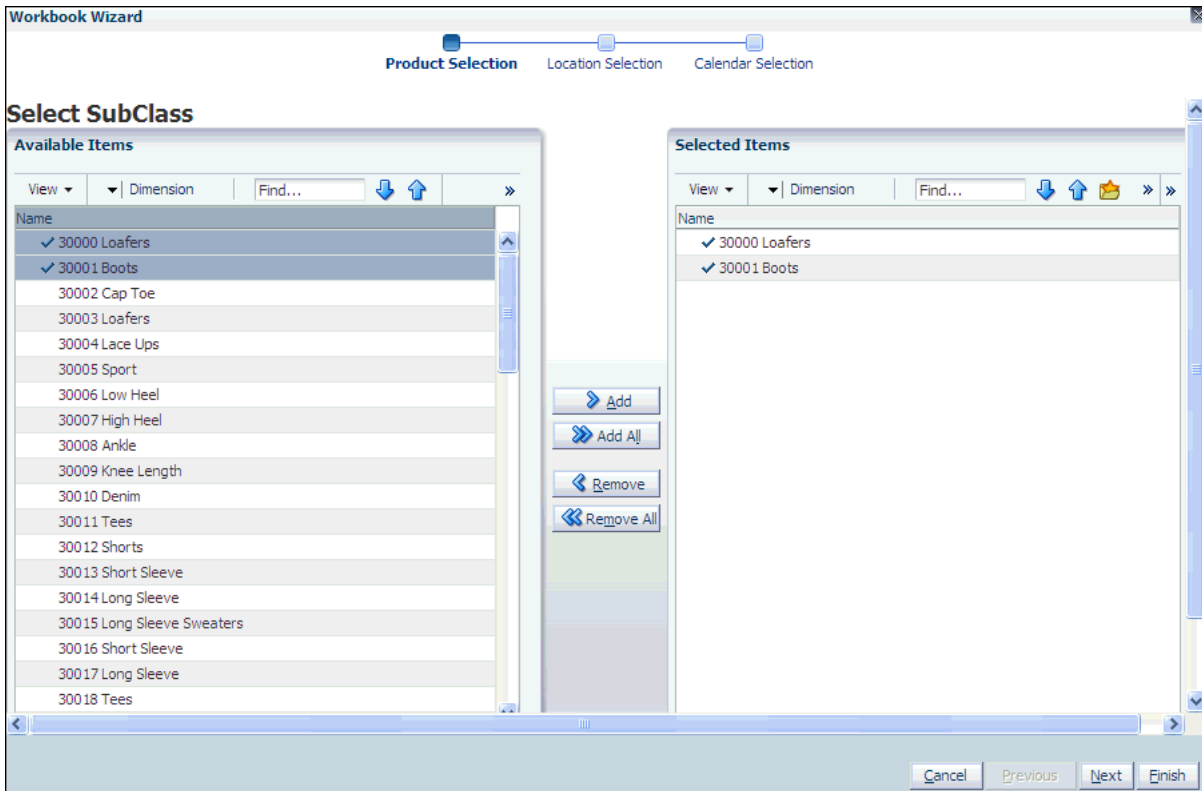 Workbook Wizard
Product Selection
Location Selection
Calendar Selection
Select SubClass
Available Items
View
Dimension
Find...
»
Name
30000 Loafers
30001 Boots
30002 Cap Toe
30003 Loafers
30004 Lace Ups
30005 Sport
30006 Low Heel
30007 High Heel
30008 Ankle
30009 Knee Length
30010 Denim
30011 Tees
30012 Shorts
30013 Short Sleeve
30014 Long Sleeve
30015 Long Sleeve Sweaters
30016 Short Sleeve
30017 Long Sleeve
30018 Tees
Add
Add All
Remove
Remove All
Selected Items
View
Dimension
Find...
» »
Name
30000 Loafers
30001 Boots
Cancel
Previous
Next
Finish